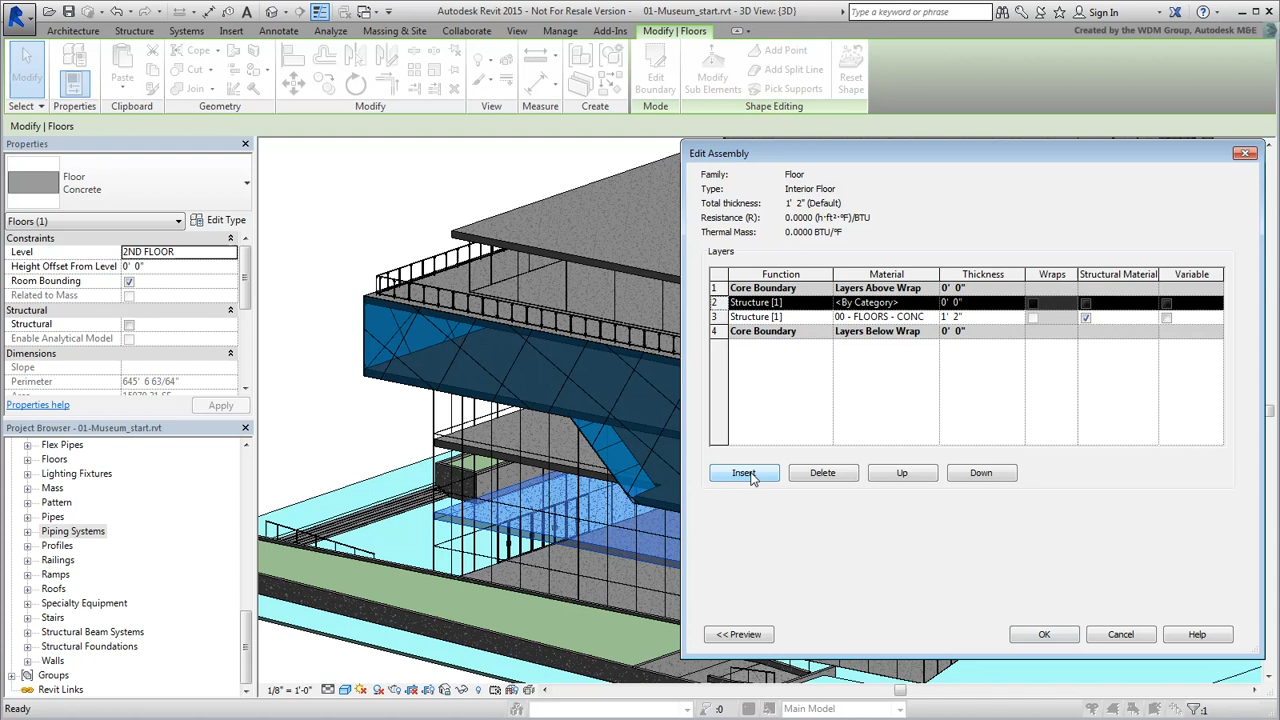 Autodesk Revit 2015 - Not For Resale Version - 01-Museum_start.rvt - 3D View: {3D}
Type a keyword or phrase
Sign In
Architecture Structure Systems Insert Annotate Analyze Massing & Site Collaborate View Manage Add-Ins Modify | Floors
Created by the WDM Group, Autodesk M&E
Modify
Properties
Paste
Cope
Cut
Join
Edit Boundary
Modify Sub Elements
Add Point
Add Split Line
Pick Supports
Reset Shape
Select Properties Clipboard Geometry Modify View Measure Create Mode Shape Editing
Modify | Floors
Properties
Floor
Concrete
Floors (1)
Edit Type
Constraints
Level 2ND FLOOR
Height Offset From Level 0' 0"
Room Bounding
Related to Mass
Structural
Structural
Enable Analytical Model
Dimensions
Slope
Perimeter 645' 6 63/64"
Properties help
Apply
Project Browser - 01-Museum_start.rvt
Flex Pipes
Floors
Lighting Fixtures
Mass
Pattern
Pipes
Piping Systems
Profiles
Railings
Ramps
Roofs
Specialty Equipment
Stairs
Structural Beam Systems
Structural Foundations
Walls
Groups
Revit Links
Edit Assembly
Family: Floor
Type: Interior Floor
Total thickness: 1' 2" (Default)
Resistance (R): 0.0000 (h·ft²·°F)/BTU
Thermal Mass: 0.0000 BTU/°F
Layers
Function Material Thickness Wraps Structural Material Variable
1 Core Boundary Layers Above Wrap 0' 0"
2 Structure [1] <By Category> 0' 0"
3 Structure [1] 00 - FLOORS - CONC 1' 2"
4 Core Boundary Layers Below Wrap 0' 0"
Insert Delete Up Down
<< Preview OK Cancel Help
1/8" = 1'-0"
Ready
:0
Main Model
:1